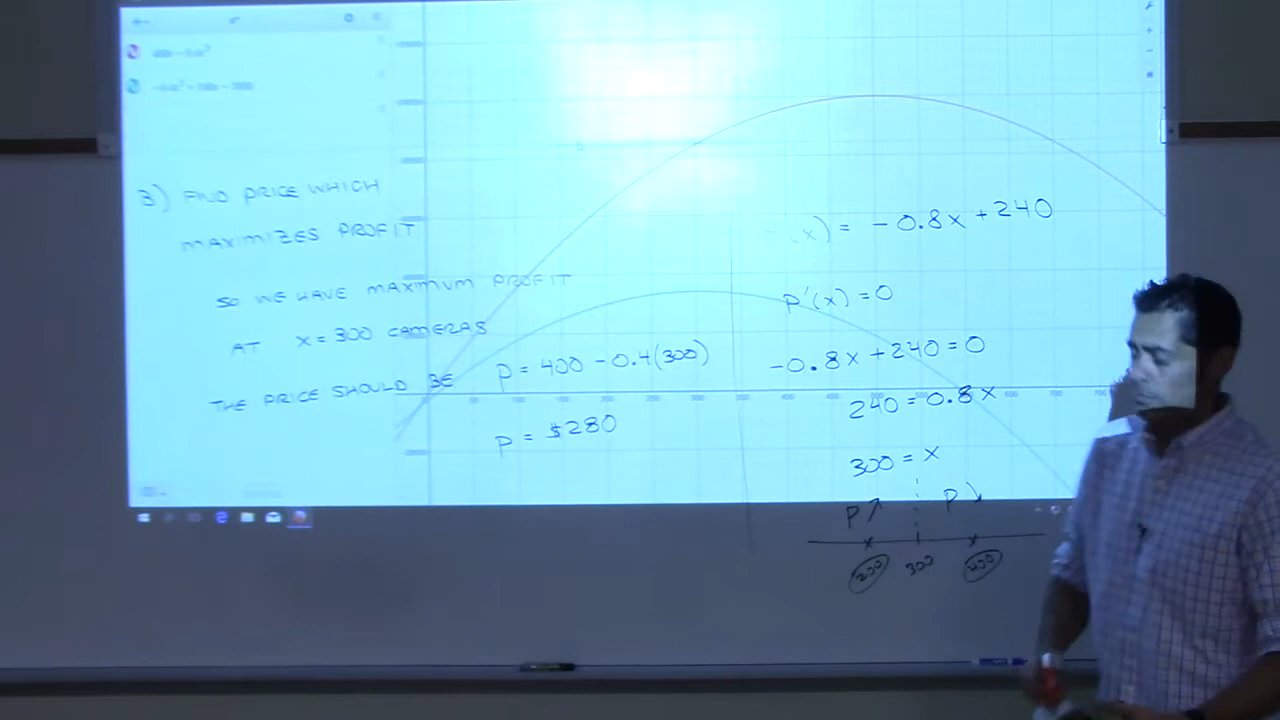 3) FIND PRICE WHICH
MAXIMIZES PROFIT
SO WE HAVE MAXIMUM PROFIT
AT x = 300 CAMERAS
THE PRICE SHOULD BE
p = 400 - 0.4(300)
p = $280
(x) = -0.8x + 240
P'(x) = 0
-0.8x + 240 = 0
240 = 0.8x
300 = x
P↗ P↘
200 300 400